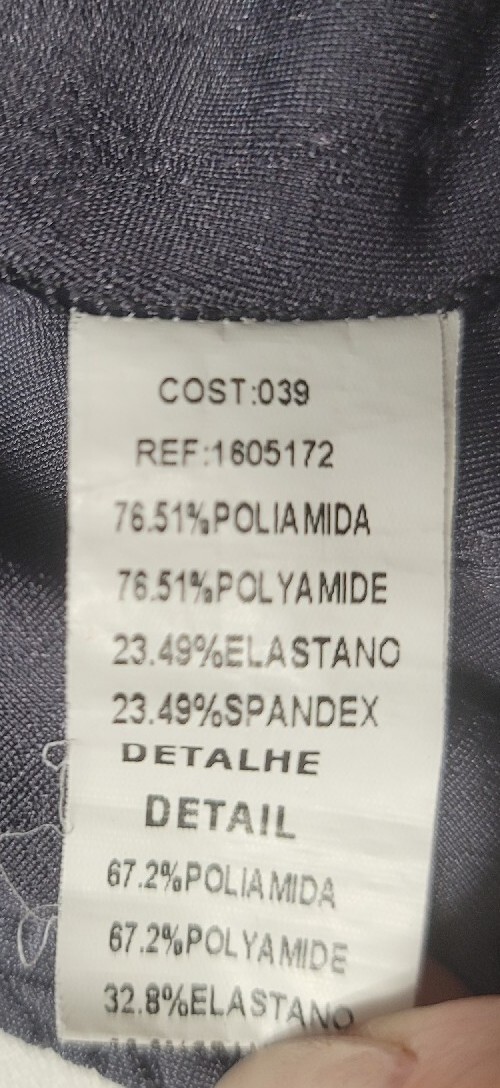 COST:039
REF:1605172
76.51%POLIAMIDA
76.51%POLYAMIDE
23.49%ELASTANO
23.49%SPANDEX
DETALHE
DETAIL
67.2%POLIAMIDA
67.2%POLYAMIDE
32.8%ELASTANO